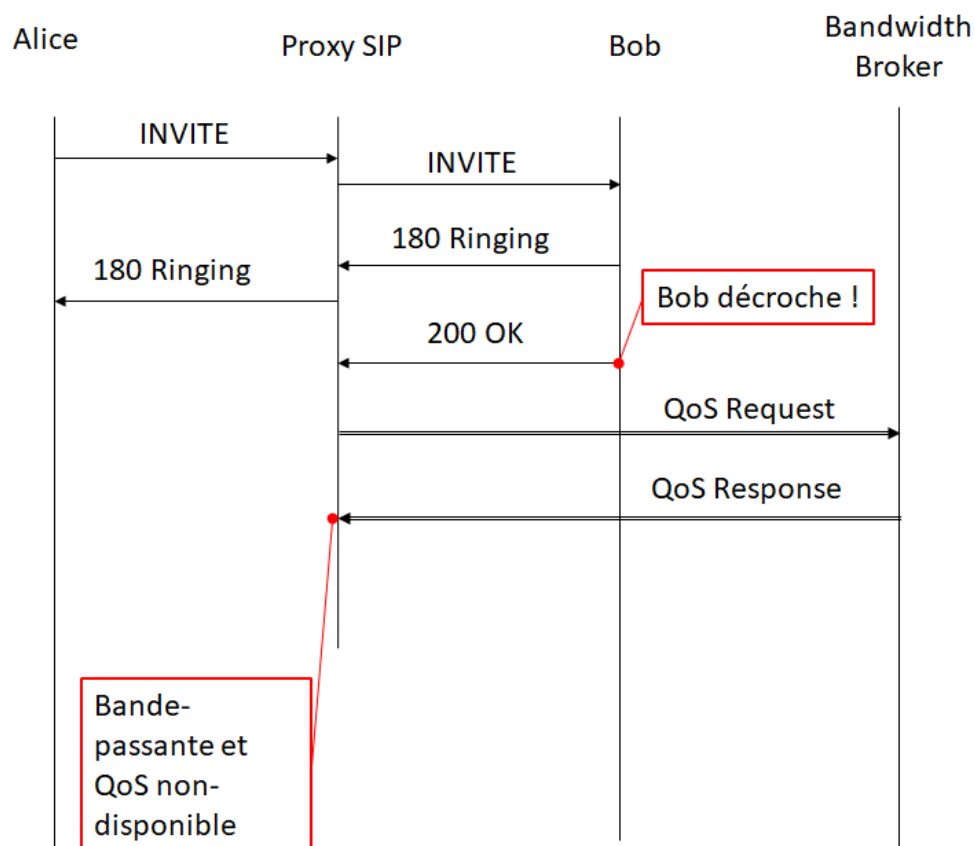 Alice
Proxy SIP
Bob
Bandwidth
Broker
INVITE
INVITE
180 Ringing
180 Ringing
Bob décroche !
200 OK
QoS Request
QoS Response
Bande-
passante et
QoS non-
disponible